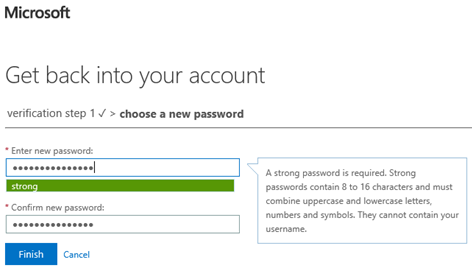 Microsoft
Get back into your account
verification step 1 ✓ > choose a new password
* Enter new password:
●●●●●●●●●●●●●●●
strong
* Confirm new password:
●●●●●●●●●●●●●●●
A strong password is required. Strong
passwords contain 8 to 16 characters and must
combine uppercase and lowercase letters,
numbers and symbols. They cannot contain your
username.
Finish Cancel